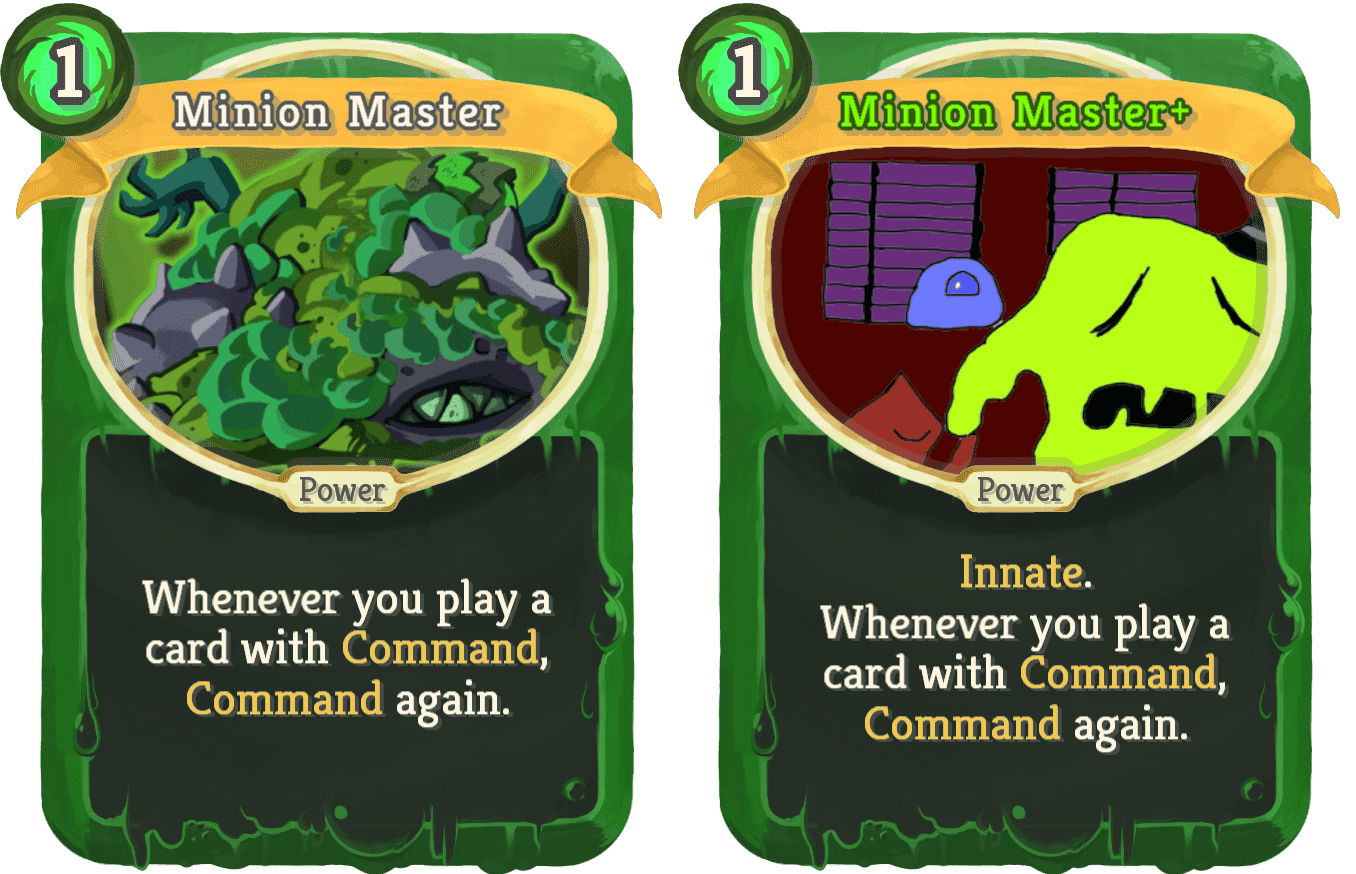 1
Minion Master
Power
Whenever you play a
card with Command,
Command again.
1
Minion Master+
Power
Innate.
Whenever you play a
card with Command,
Command again.